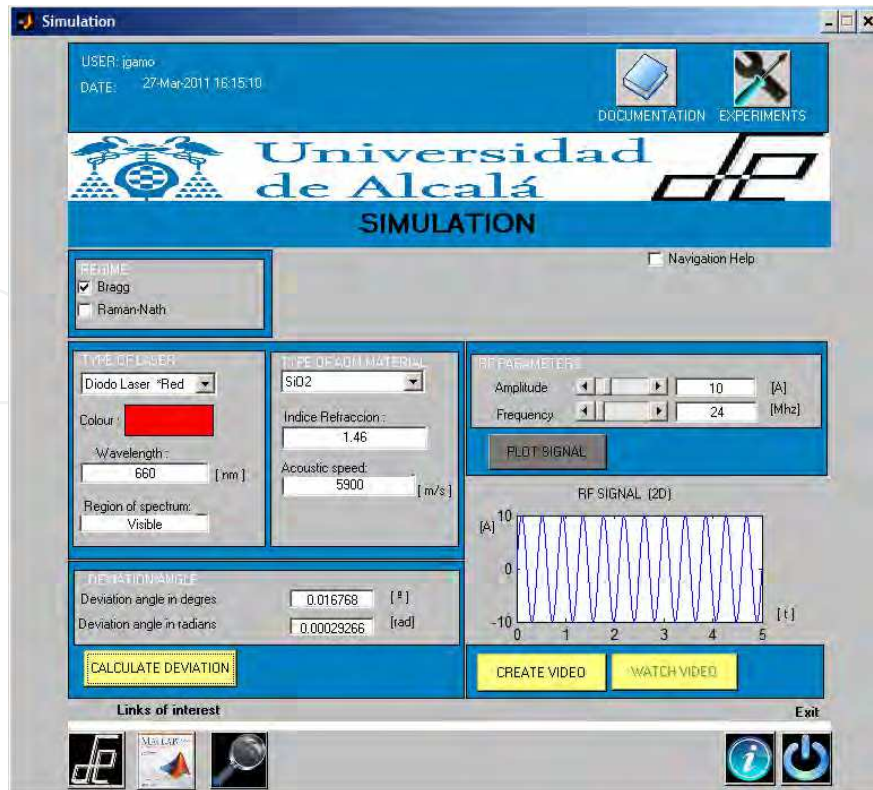 Simulation
USER: jgamo
DATE: 27-Mar-2011 16:15:10
DOCUMENTATION EXPERIMENTS
Universidad
de Alcalá
SIMULATION
Navigation Help
REGIME
Bragg
Raman-Nath
TYPE OF LASER
Diodo Laser *Red
Colour :
Wavelength :
660 [ nm ]
Region of spectrum:
Visible
TYPE OF AOM MATERIAL
SiO2
Indice Refraccion :
1.46
Acoustic speed:
5900 [ m/s ]
RF PARAMETERS
Amplitude 10 [A]
Frequency 24 [Mhz]
PLOT SIGNAL
RF SIGNAL (2D)
[A]
10
0
-10
0 1 2 3 4 5
[ t ]
DEVIATION ANGLE
Deviation angle in degres 0.016768 [ º ]
Deviation angle in radians 0.00029266 [rad]
CALCULATE DEVIATION
CREATE VIDEO WATCH VIDEO
Links of interest
Exit
MATLAB